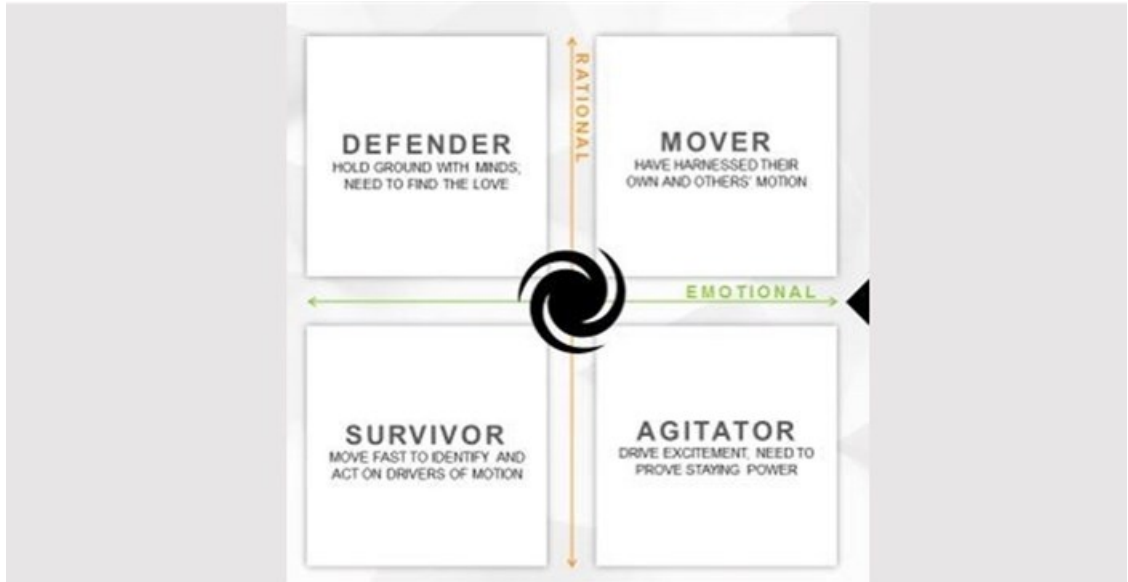 DEFENDER
HOLD GROUND WITH MINDS;
NEED TO FIND THE LOVE
RATIONAL
MOVER
HAVE HARNESSED THEIR
OWN AND OTHERS' MOTION
EMOTIONAL
SURVIVOR
MOVE FAST TO IDENTIFY AND
ACT ON DRIVERS OF MOTION
AGITATOR
DRIVE EXCITEMENT, NEED TO
PROVE STAYING POWER